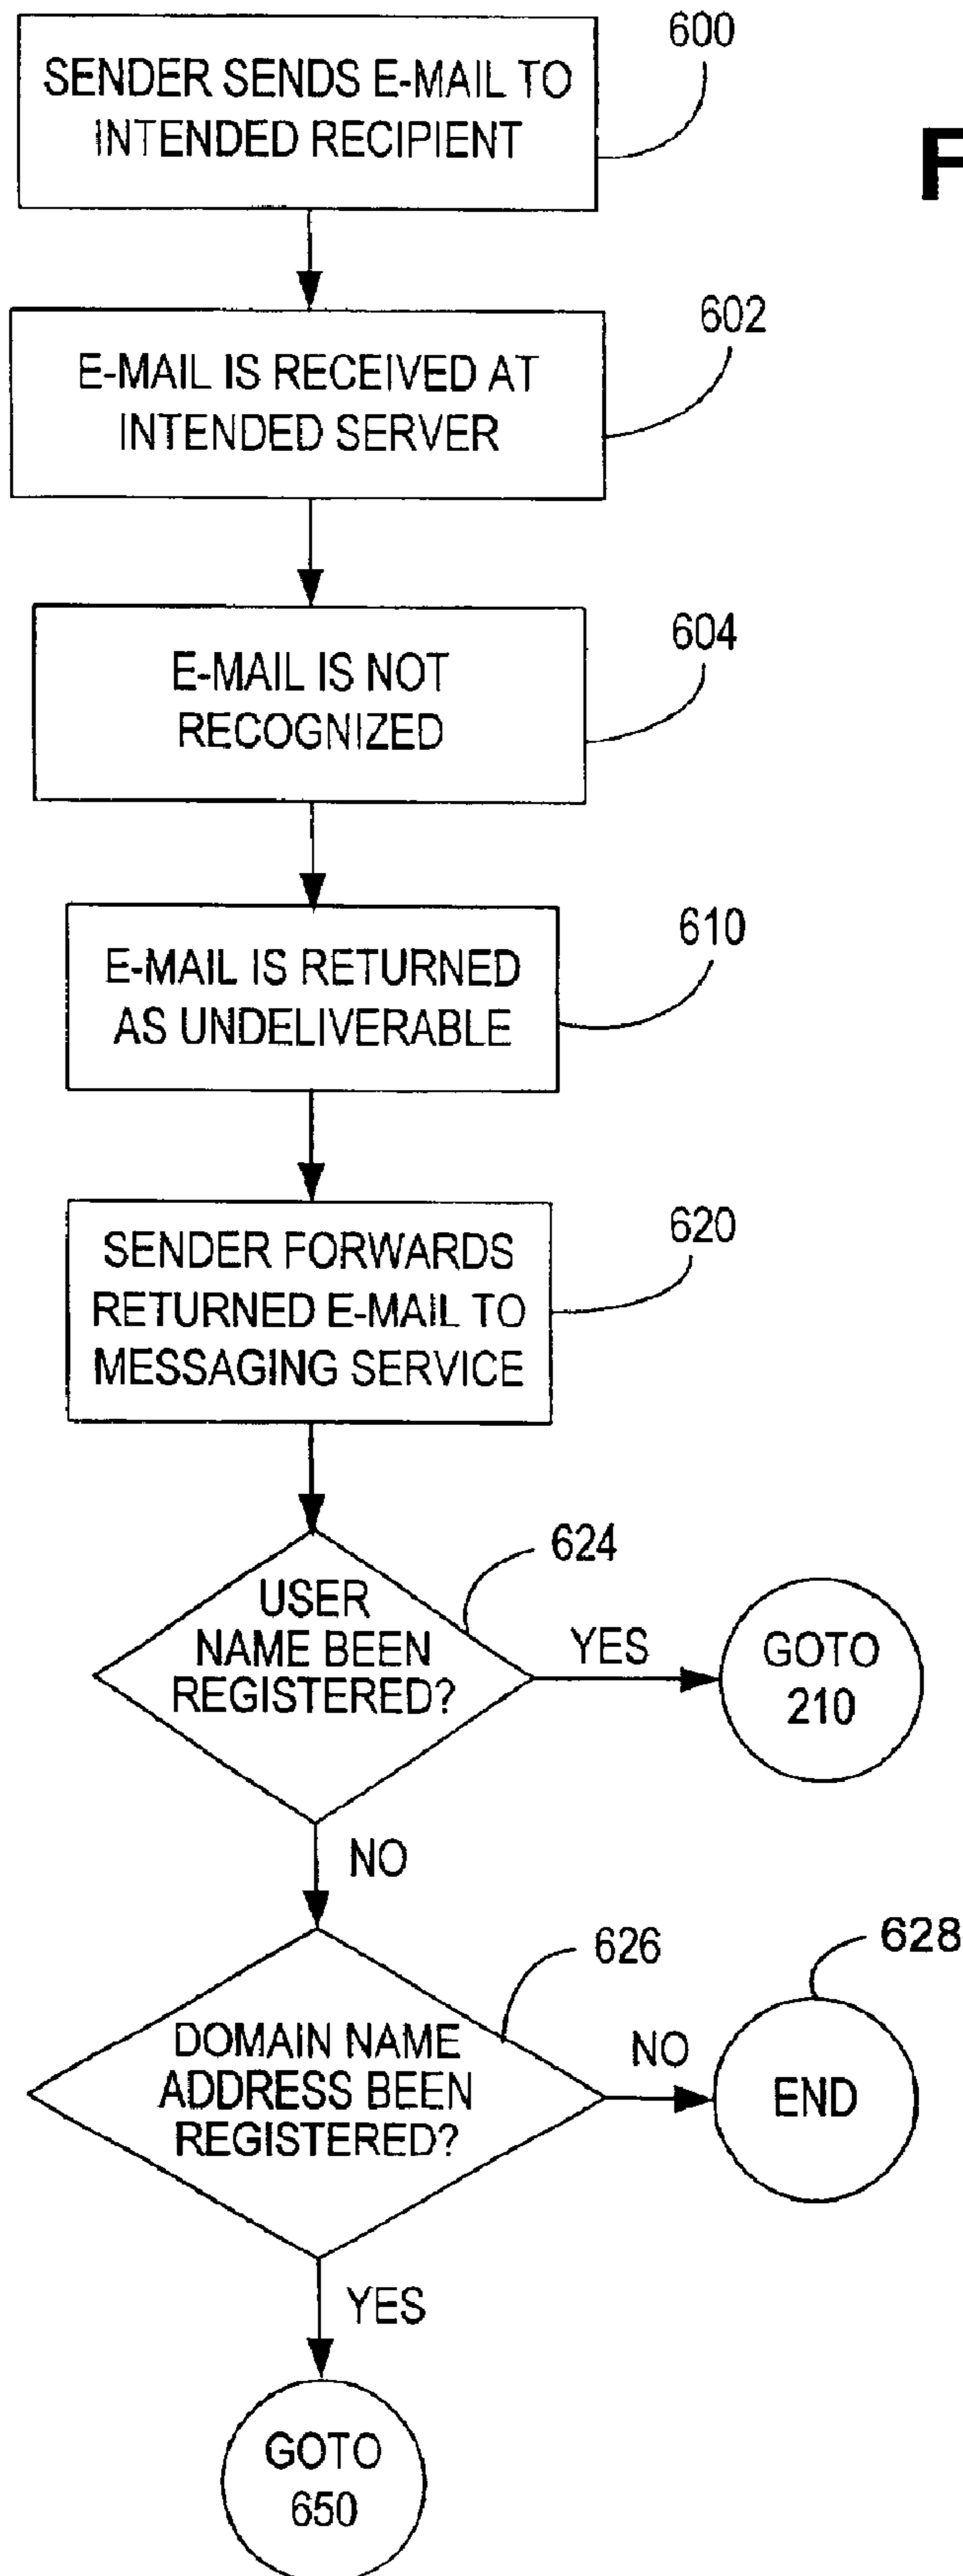 600
SENDER SENDS E-MAIL TO
INTENDED RECIPIENT
F
602
E-MAIL IS RECEIVED AT
INTENDED SERVER
604
E-MAIL IS NOT
RECOGNIZED
610
E-MAIL IS RETURNED
AS UNDELIVERABLE
620
SENDER FORWARDS
RETURNED E-MAIL TO
MESSAGING SERVICE
624
USER
NAME BEEN
REGISTERED?
YES
GOTO
210
NO
626
628
DOMAIN NAME
ADDRESS BEEN
REGISTERED?
NO
END
YES
GOTO
650